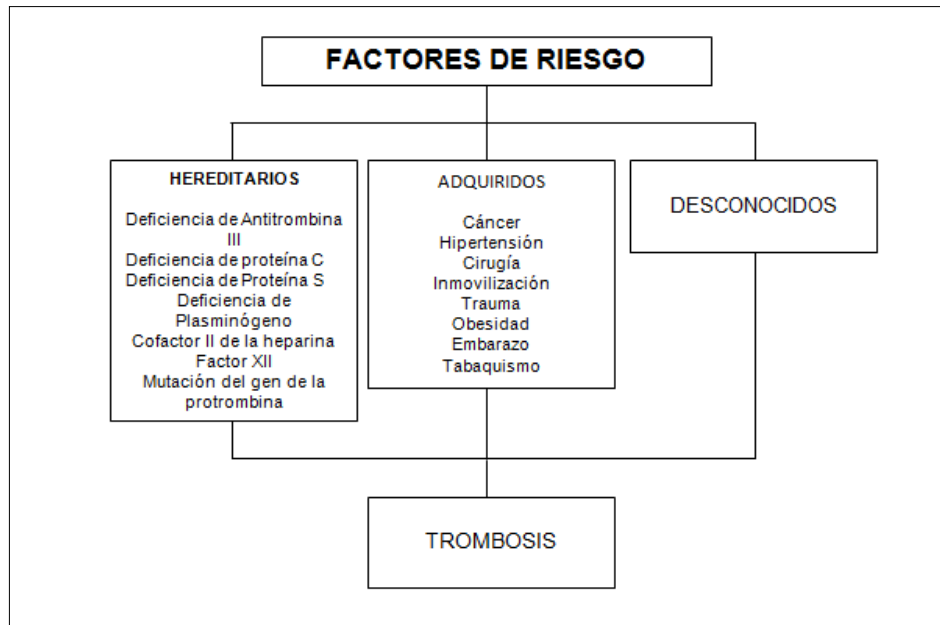 FACTORES DE RIESGO
HEREDITARIOS
Deficiencia de Antitrombina
III
Deficiencia de proteína C
Deficiencia de Proteína S
Deficiencia de
Plasminógeno
Cofactor II de la heparina
Factor XII
Mutación del gen de la
protrombina
ADQUIRIDOS
Cáncer
Hipertensión
Cirugía
Inmovilización
Trauma
Obesidad
Embarazo
Tabaquismo
DESCONOCIDOS
TROMBOSIS